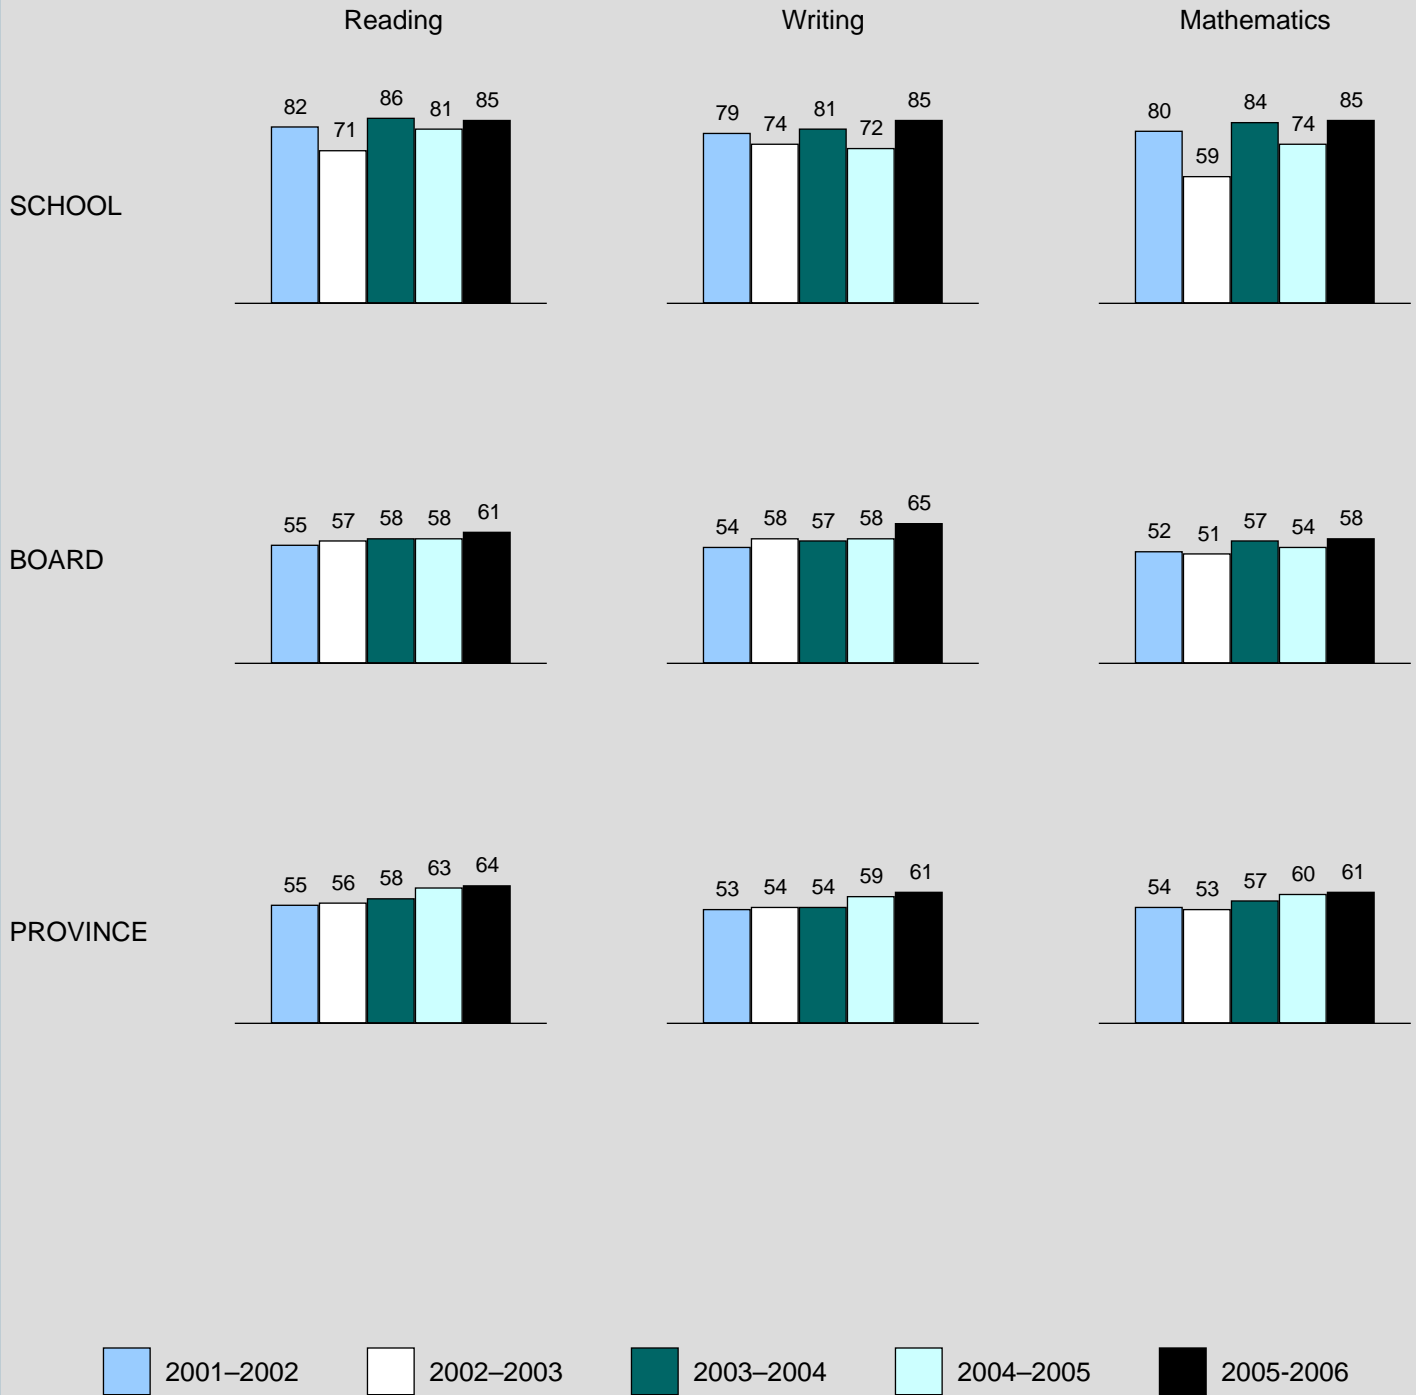 Reading Writing Mathematics
82 71 86 81 85 79 74 81 72 85 80 59 84 74 85
SCHOOL
55 57 58 58 61 54 58 57 58 65 52 51 57 54 58
BOARD
55 56 58 63 64 53 54 54 59 61 54 53 57 60 61
PROVINCE
2001–2002 2002–2003 2003–2004 2004–2005 2005-2006